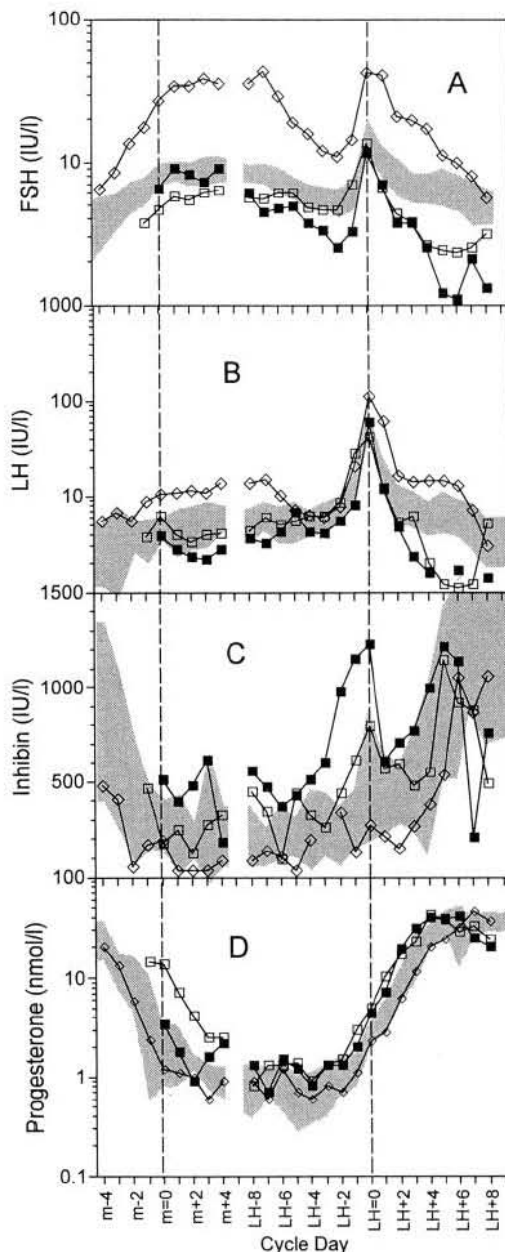 100
A
FSH (IU/l)
10
1000
B
100
LH (IU/l)
10
1500
C
1000
Inhibin (IU/l)
500
100
D
Progesterone (nmol/l)
10
1
0.1
m-4
m-2
m=0
m+2
m+4
LH-8
LH-6
LH-4
LH-2
LH=0
LH+2
LH+4
LH+6
LH+8
Cycle Day